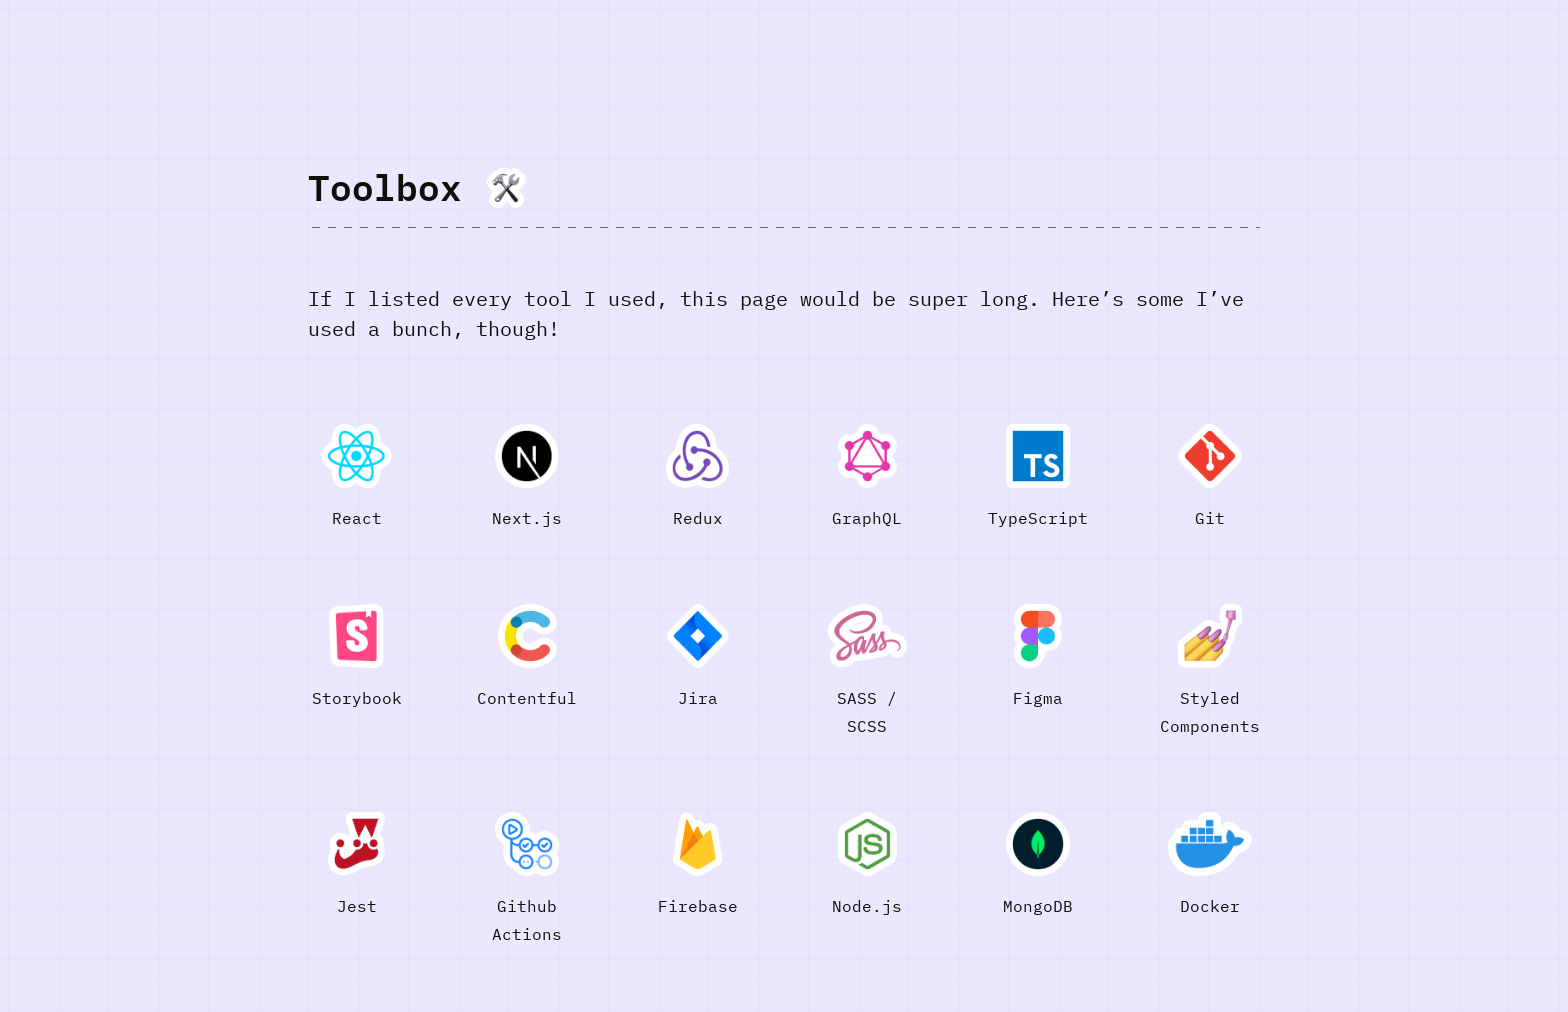 Toolbox
If I listed every tool I used, this page would be super long. Here’s some I’ve
used a bunch, though!
N
TS
React
Next.js
Redux
GraphQL
TypeScript
Git
S
C
Sass
Storybook
Contentful
Jira
SASS /
SCSS
Figma
Styled
Components
JS
Jest
Github
Actions
Firebase
Node.js
MongoDB
Docker